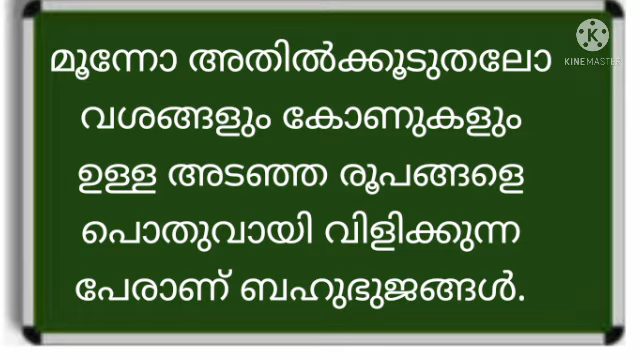 മൂന്നോ അതിൽക്കൂടുതലോ
വശങ്ങളും കോണുകളും
ഉള്ള അടഞ്ഞ രൂപങ്ങളെ
പൊതുവായി വിളിക്കുന്ന
പേരാണ് ബഹുഭുജങ്ങൾ.
K
KINEMASTER